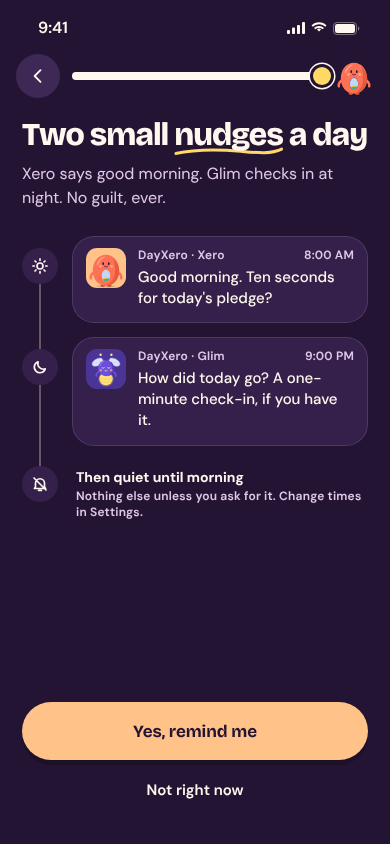 9:41
Two small nudges a day
Xero says good morning. Glim checks in at
night. No guilt, ever.
DayXero · Xero 8:00 AM
Good morning. Ten seconds
for today's pledge?
DayXero · Glim 9:00 PM
How did today go? A one-
minute check-in, if you have
it.
Then quiet until morning
Nothing else unless you ask for it. Change times
in Settings.
Yes, remind me
Not right now